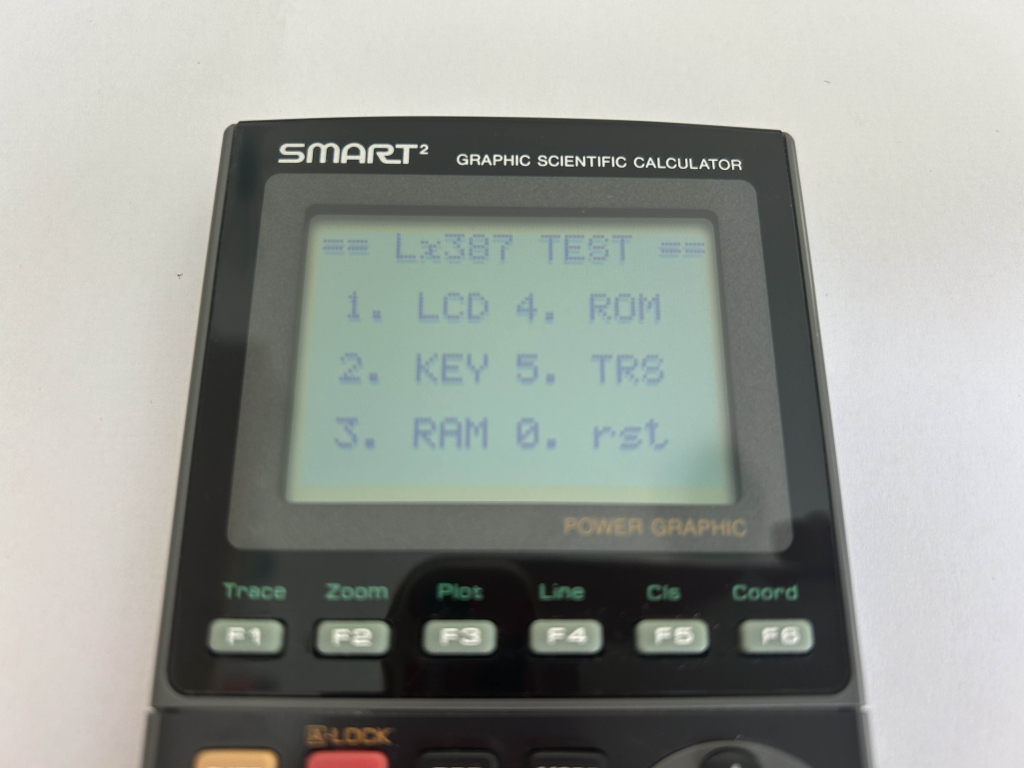 SMART² GRAPHIC SCIENTIFIC CALCULATOR
== Lx387 TEST ==
1. LCD 4. ROM
2. KEY 5. TRS
3. RAM 0. rst
POWER GRAPHIC
Trace Zoom Plot Line Cls Coord
F1 F2 F3 F4 F5 F6
A-LOCK